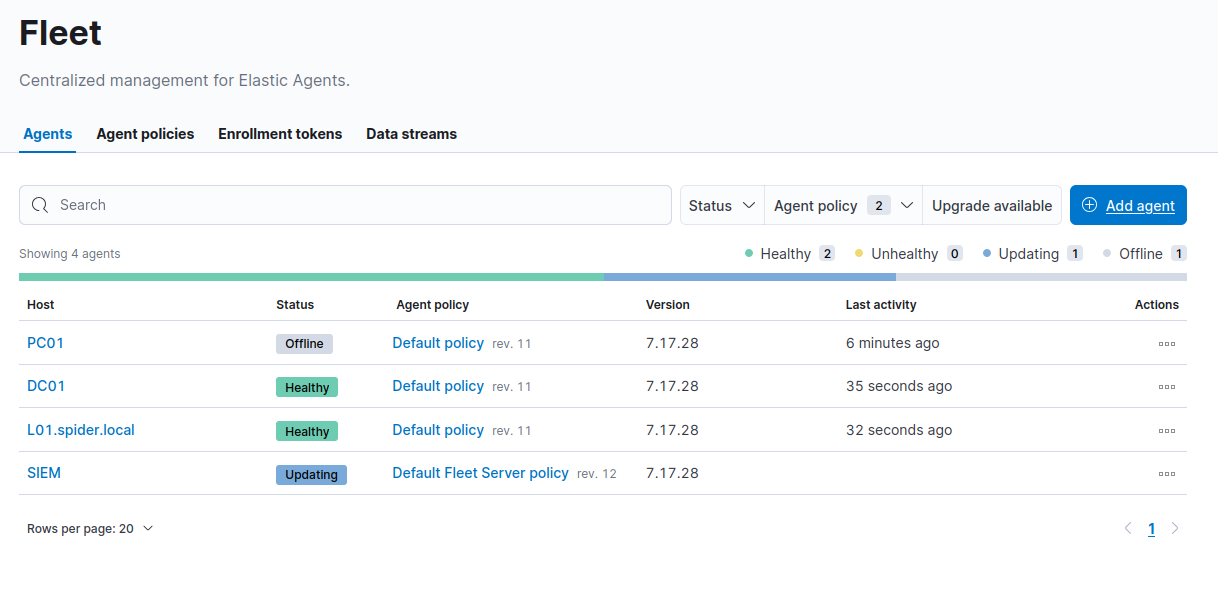 Fleet
Centralized management for Elastic Agents.
Agents Agent policies Enrollment tokens Data streams
Search Status Agent policy 2 Upgrade available Add agent
Showing 4 agents Healthy 2 Unhealthy 0 Updating 1 Offline 1
Host Status Agent policy Version Last activity Actions
PC01 Offline Default policy rev. 11 7.17.28 6 minutes ago
DC01 Healthy Default policy rev. 11 7.17.28 35 seconds ago
L01.spider.local Healthy Default policy rev. 11 7.17.28 32 seconds ago
SIEM Updating Default Fleet Server policy rev. 12 7.17.28
Rows per page: 20 1